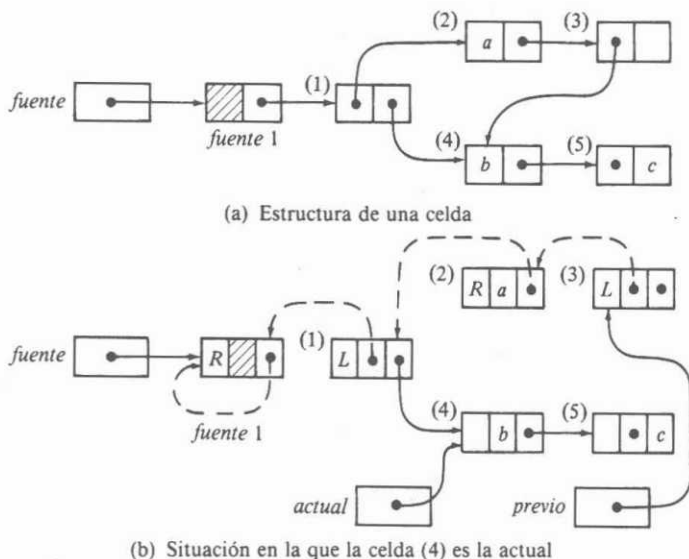 (2) (3)
a
(1)
fuente
fuente 1
(4) (5)
b c
(a) Estructura de una celda
(2) R a (3) L
(1)
fuente R L
fuente 1
(4) (5)
b c
actual previo
(b) Situación en la que la celda (4) es la actual